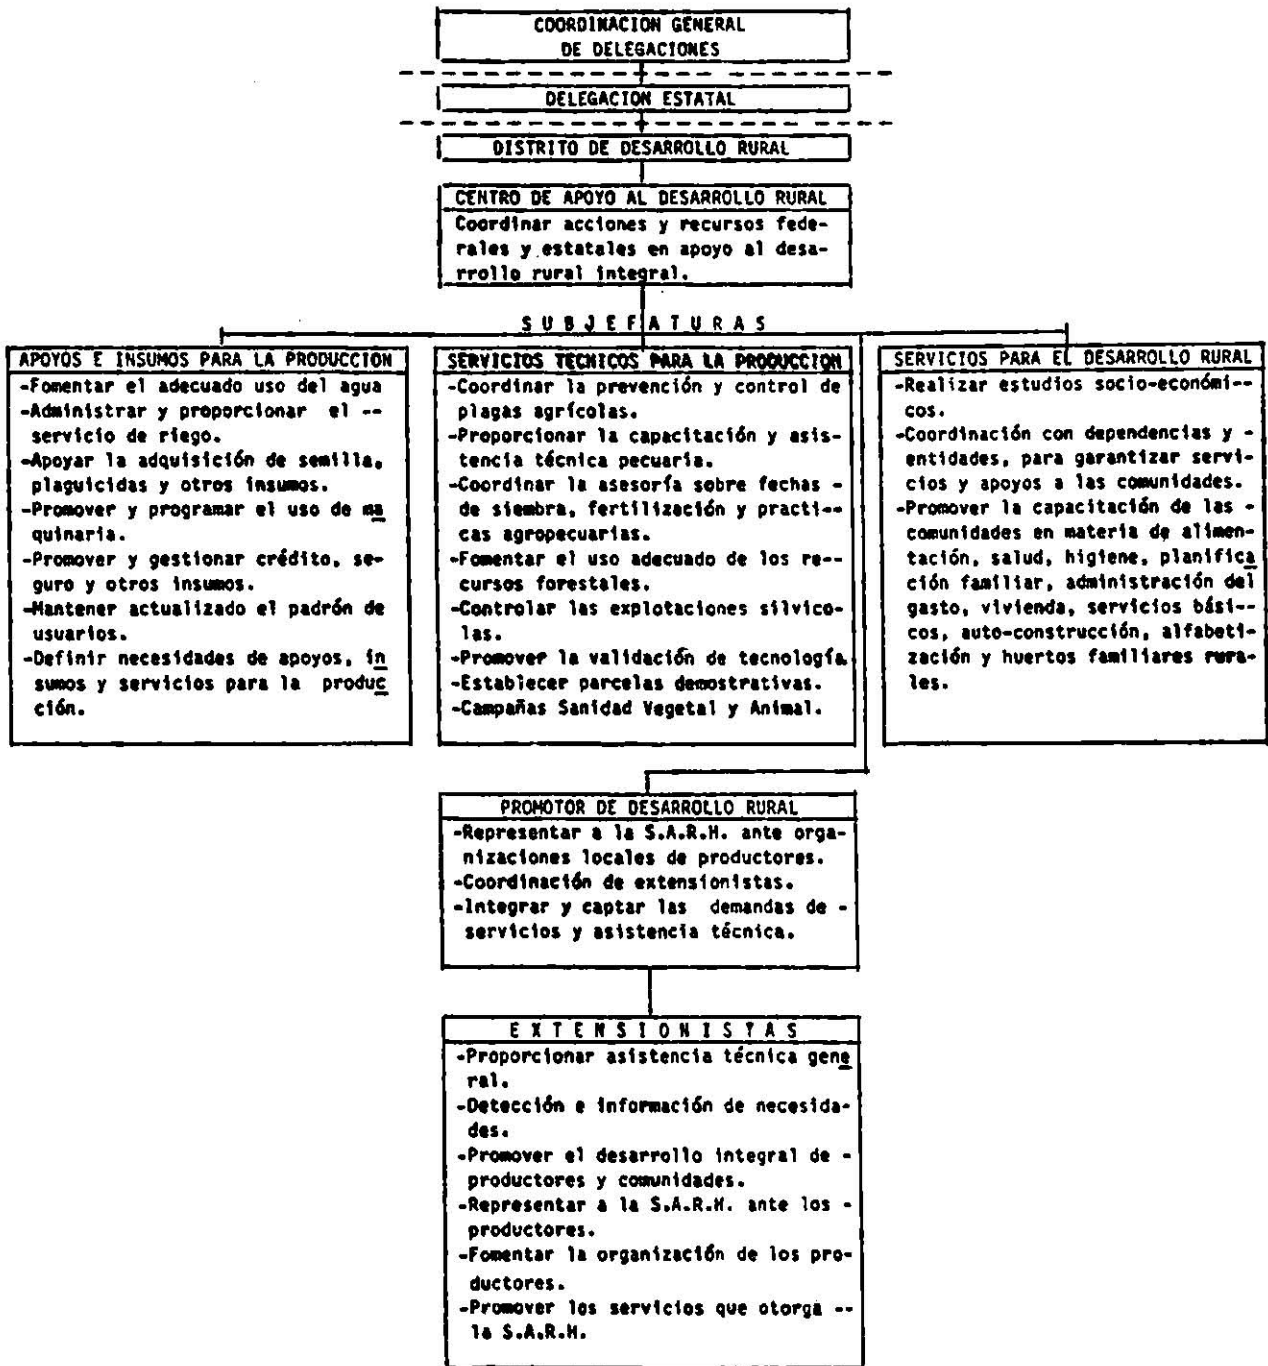 COORDINACION GENERAL
DE DELEGACIONES
DELEGACION ESTATAL
DISTRITO DE DESARROLLO RURAL
CENTRO DE APOYO AL DESARROLLO RURAL
Coordinar acciones y recursos fede-
rales y estatales en apoyo al desa-
rrollo rural integral.
S U B J E F A T U R A S
APOYOS E INSUMOS PARA LA PRODUCCION
-Fomentar el adecuado uso del agua
-Administrar y proporcionar el --
servicio de riego.
-Apoyar la adquisición de semilla,
plaguicidas y otros insumos.
-Promover y programar el uso de ma
quinaria.
-Promover y gestionar crédito, se-
guro y otros insumos.
-Mantener actualizado el padrón de
usuarios.
-Definir necesidades de apoyos, in
sumos y servicios para la produc
ción.
SERVICIOS TECNICOS PARA LA PRODUCCION
-Coordinar la prevención y control de
plagas agrícolas.
-Proporcionar la capacitación y asis-
tencia técnica pecuaria.
-Coordinar la asesoría sobre fechas -
de siembra, fertilización y practi--
cas agropecuarias.
-Fomentar el uso adecuado de los re--
cursos forestales.
-Controlar las explotaciones silvico-
las.
-Promover la validación de tecnología.
-Establecer parcelas demostrativas.
-Campañas Sanidad Vegetal y Animal.
SERVICIOS PARA EL DESARROLLO RURAL
-Realizar estudios socio-económi--
cos.
-Coordinación con dependencias y -
entidades, para garantizar servi-
cios y apoyos a las comunidades.
-Promover la capacitación de las -
comunidades en materia de alimen-
tación, salud, higiene, planifica
ción familiar, administración del
gasto, vivienda, servicios bási--
cos, auto-construcción, alfabeti-
zación y huertos familiares rura-
les.
PROMOTOR DE DESARROLLO RURAL
-Representar a la S.A.R.H. ante orga-
nizaciones locales de productores.
-Coordinación de extensionistas.
-Integrar y captar las demandas de -
servicios y asistencia técnica.
E X T E N S I O N I S T A S
-Proporcionar asistencia técnica gene
ral.
-Detección e información de necesida-
des.
-Promover el desarrollo integral de -
productores y comunidades.
-Representar a la S.A.R.H. ante los -
productores.
-Fomentar la organización de los pro-
ductores.
-Promover los servicios que otorga --
la S.A.R.H.